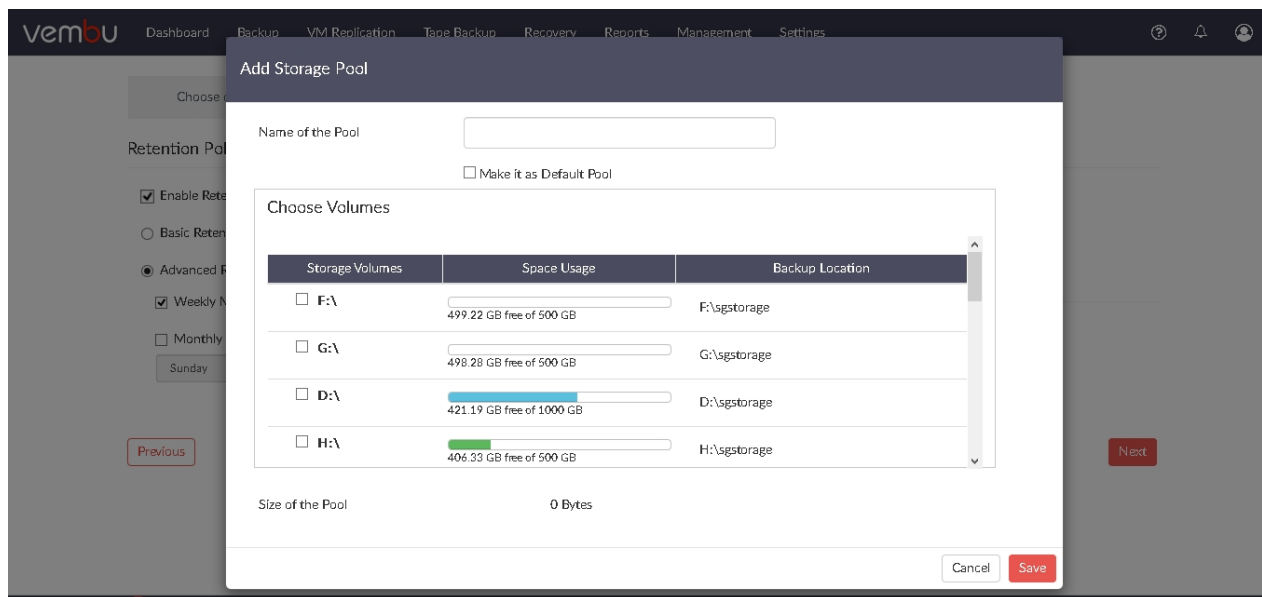 vembu Dashboard Backup VM Replication Tape Backup Recovery Reports Management Settings
Add Storage Pool
Choose
Name of the Pool
Retention Pol
Make it as Default Pool
Enable Rete
Choose Volumes
Basic Reten
Advanced R
Storage Volumes Space Usage Backup Location
Weekly N
F:\ 499.22 GB free of 500 GB F:\sgstorage
Monthly
G:\ 498.28 GB free of 500 GB G:\sgstorage
Sunday
D:\ 421.19 GB free of 1000 GB D:\sgstorage
H:\ 406.33 GB free of 500 GB H:\sgstorage
Previous Next
Size of the Pool 0 Bytes
Cancel Save